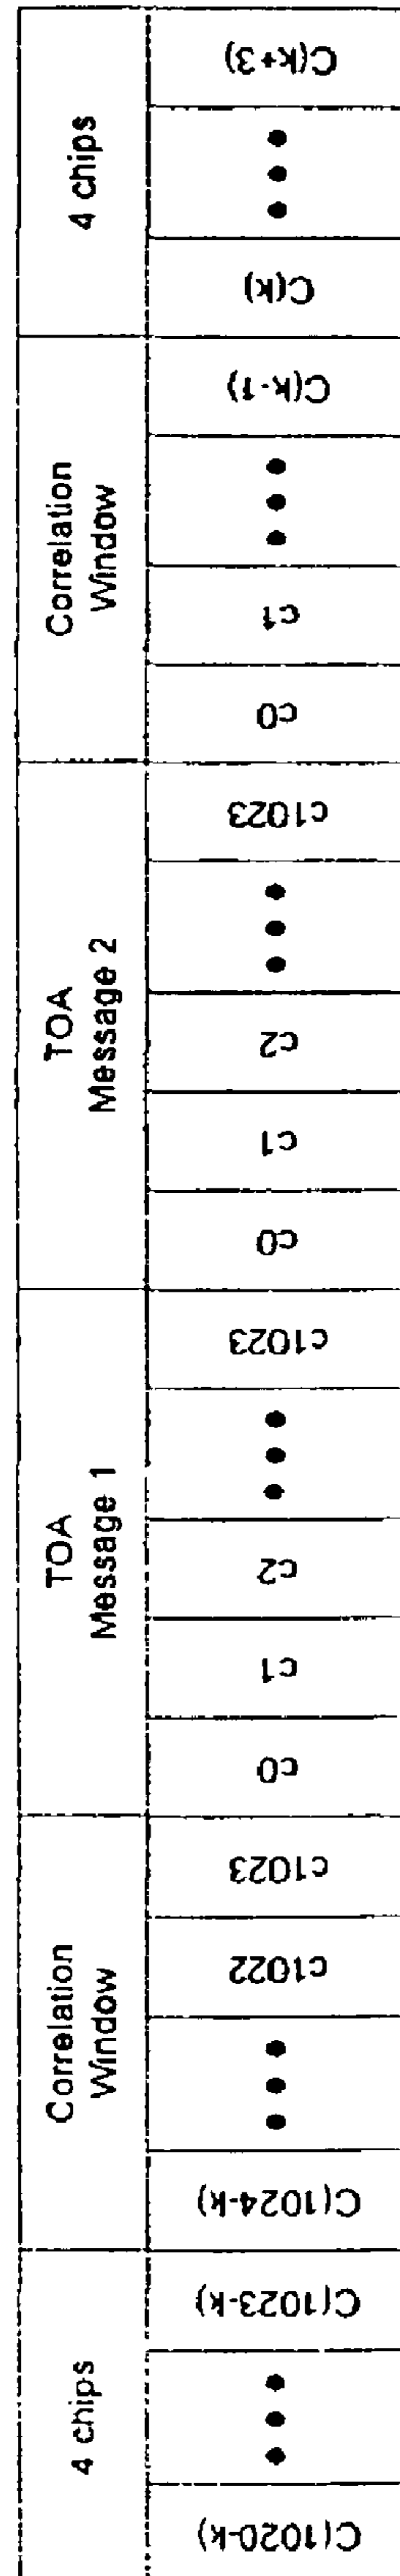 4 chips
Correlation
Window
TOA
Message 1
TOA
Message 2
Correlation
Window
4 chips
C(1020-k)
● ● ●
C(1023-k)
C(1024-k)
● ● ●
c1022
c1023
c0
c1
c2
● ● ●
c1023
c0
c1
c2
● ● ●
c1023
c0
c1
● ● ●
C(k-1)
C(k)
● ● ●
C(k+3)